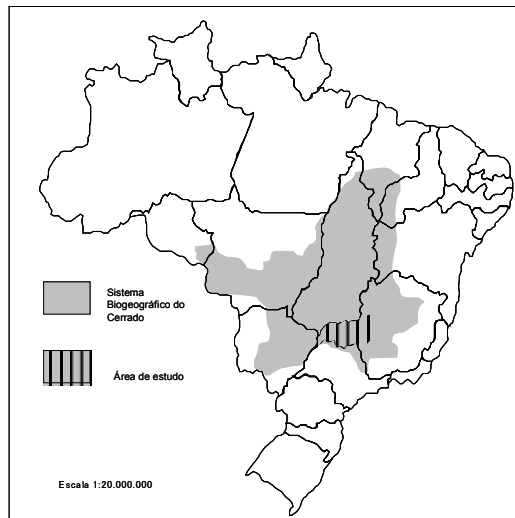 Sistema
Biogeográfico do
Cerrado
Área de estudo
Escala 1:20.000.000